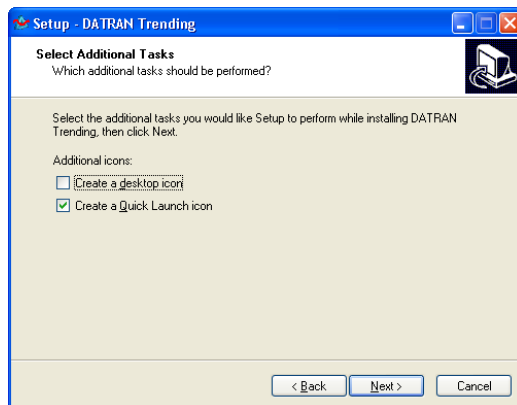 Setup - DATRAN Trending
Select Additional Tasks
Which additional tasks should be performed?
Select the additional tasks you would like Setup to perform while installing DATRAN
Trending, then click Next.
Additional icons:
Create a desktop icon
Create a Quick Launch icon
< Back Next > Cancel